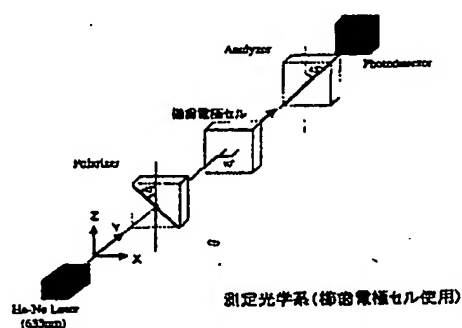 Analyzer
Photodetector
櫛歯電極セル
Polarizer
Z
Y
X
He-Ne Laser
(633nm)
測定光学系(櫛歯電極セル使用)